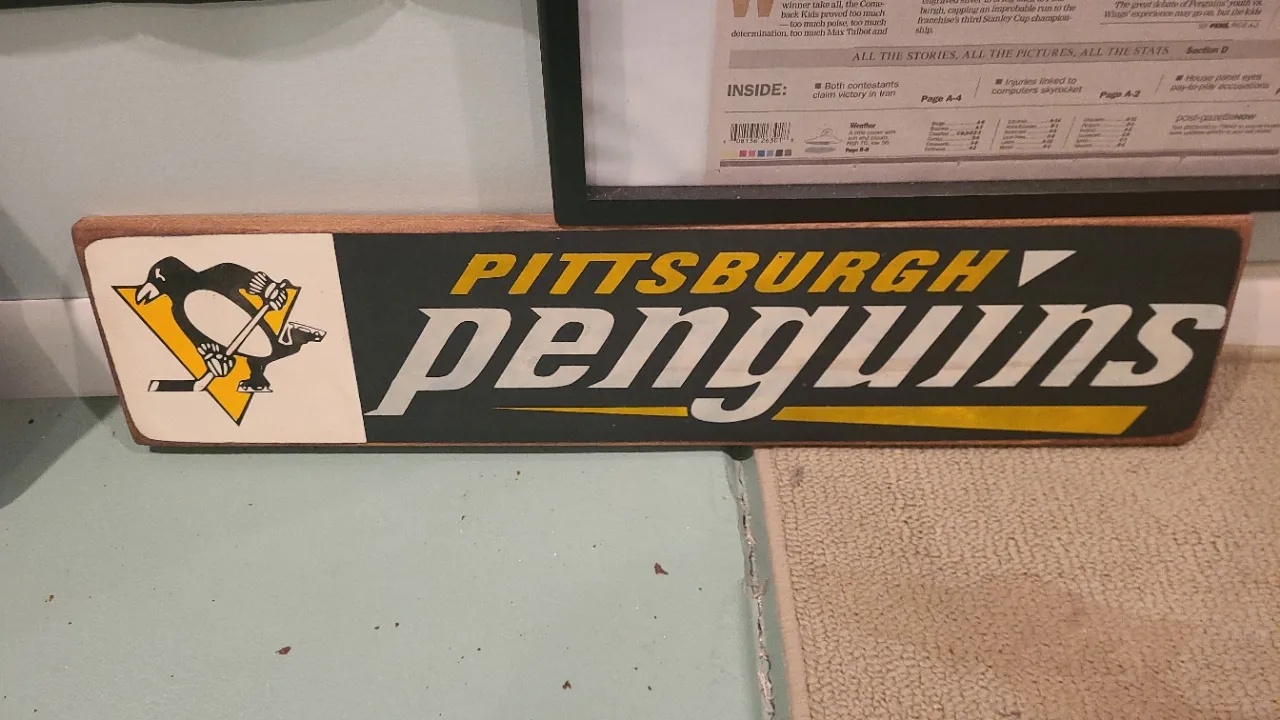 winner take all, the Come-
back Kids proved too much
— too much poise, too much
determination, too much Max Talbot and
burgh, capping an improbable run to the
franchise's third Stanley Cup champion-
ship.
The great debate of Penguins' youth vs.
Wings' experience may go on, but the kids
ALL THE STORIES, ALL THE PICTURES, ALL THE STATS Section D
INSIDE:
■ Both contestants
claim victory in Iran
Page A-4
■ Injuries linked to
computers skyrocket
Page A-2
■ House panel eyes
pay-to-play accusations
Weather
post-gazetteNOW
PITTSBURGH
penguins